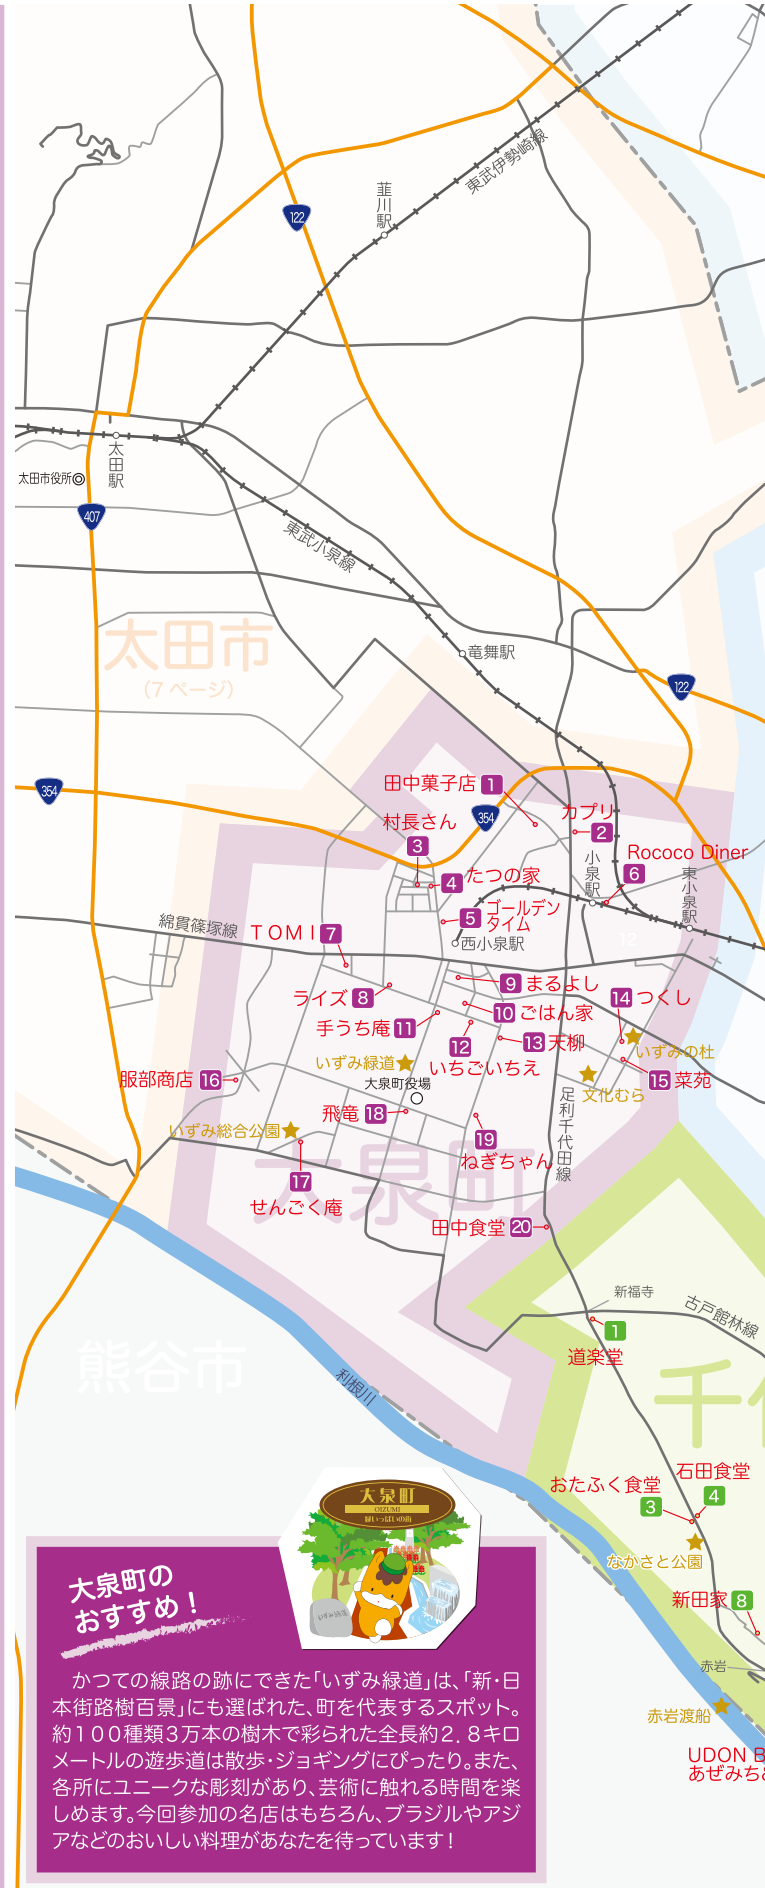 東武伊勢崎線
韮川駅
122
太田駅
太田市役所
407
東武小泉線
太田市
(7 ページ)
竜舞駅
122
354
田中菓子店 1
354
カプリ
2
村長さん
3
小泉駅
Rococo Diner
6
4 たつの家
東小泉駅
5 ゴールデン
タイム
綿貫篠塚線
TOMI 7
西小泉駅
12
9 まるよし
ライズ 8
14 つくし
10 ごはん家
手うち庵 11
12
いちごいちえ
13 天柳
いずみの杜
いずみ緑道
服部商店 16
大泉町役場
15 菜苑
文化むら
足利千代田線
飛竜 18
いずみ総合公園
19
ねぎちゃん
大泉町
17
せんごく庵
田中食堂 20
新福寺
古戸館林線
1
道楽堂
熊谷市
利根川
千代
石田食堂
4
おたふく食堂
3
なかさと公園
新田家 8
赤岩
赤岩渡船
UDON B
あぜみち
大泉町
OIZUMI
緑いっぱいの街
いずみ緑道
大泉町の
おすすめ！
かつての線路の跡にできた「いずみ緑道」は、「新・日
本街路樹百景」にも選ばれた、町を代表するスポット。
約１００種類３万本の樹木で彩られた全長約２．８キロ
メートルの遊歩道は散歩・ジョギングにぴったり。また、
各所にユニークな彫刻があり、芸術に触れる時間を楽
しめます。今回参加の名店はもちろん、ブラジルやアジ
アなどのおいしい料理があなたを待っています！